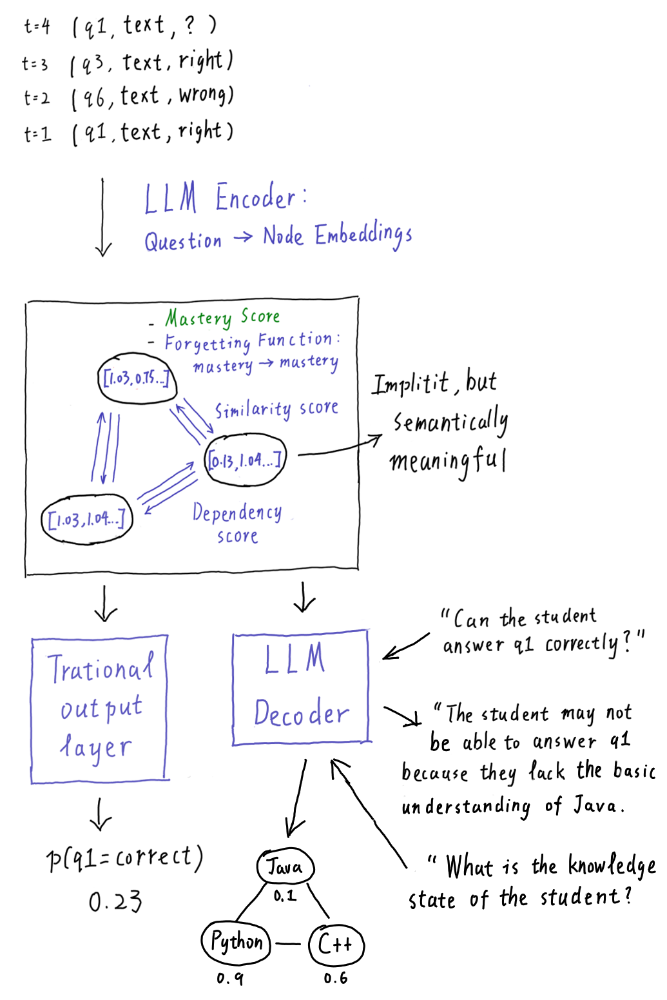 t=4 (q1, text, ?)
t=3 (q3, text, right)
t=2 (q6, text, wrong)
t=1 (q1, text, right)
LLM Encoder:
Question → Node Embeddings
- Mastery Score
- Forgetting Function:
mastery → mastery
[1.03, 0.75...]
Similarity score
[0.13, 1.04...]
[1.03, 1.04...]
Dependency
score
Implitit, but
semantically
meaningful
Trational
output
layer
p(q1=correct)
0.23
LLM
Decoder
"Can the student
answer q1 correctly?"
"The student may not
be able to answer q1
because they lack the basic
understanding of Java.
"What is the knowledge
state of the student?
Java
0.1
Python
0.9
C++
0.6